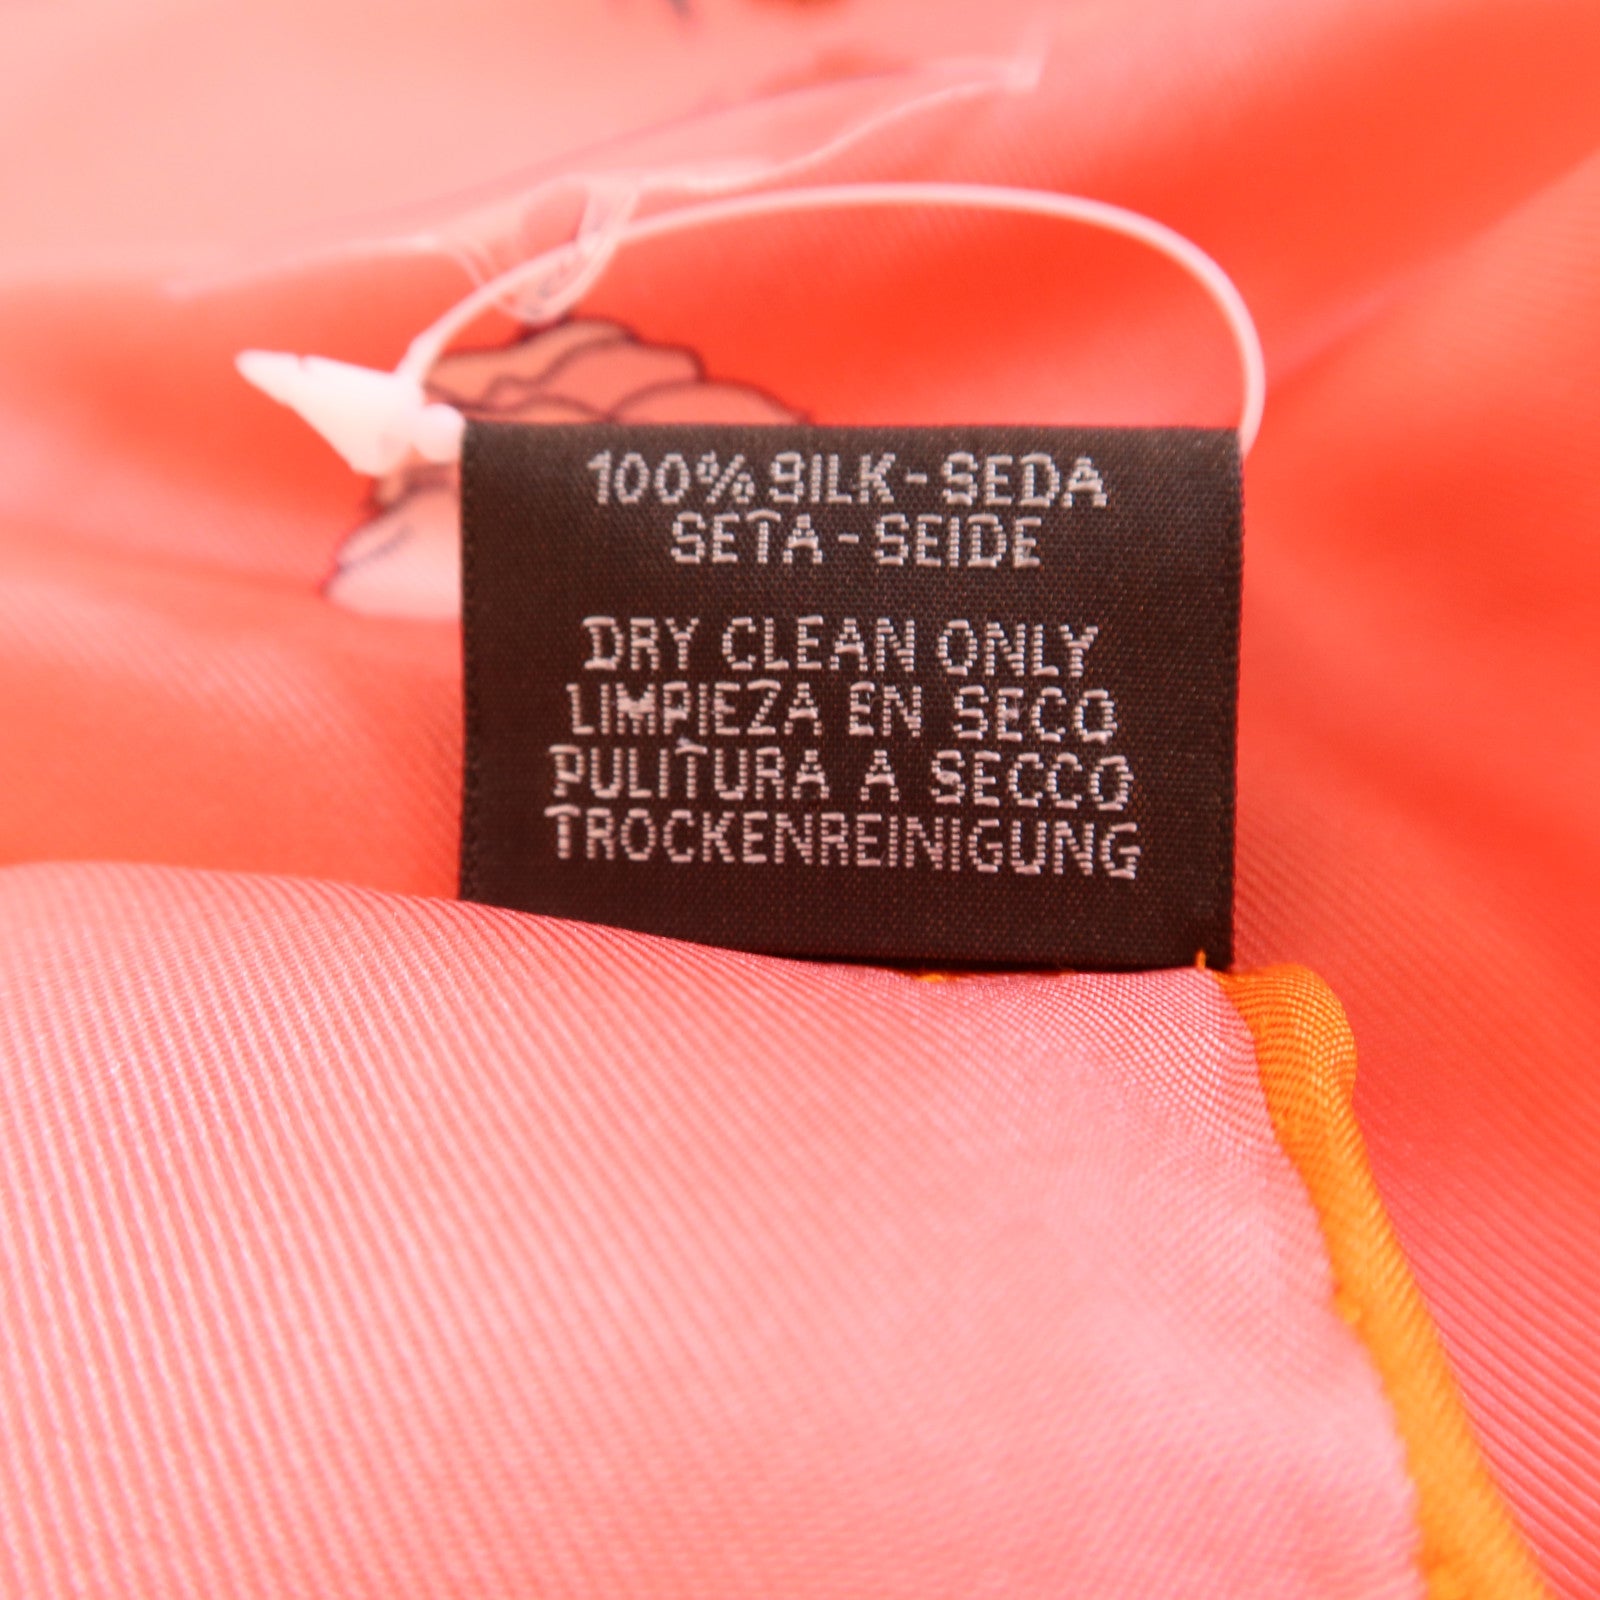 100% SILK - SEDA
SETA - SEIDE
DRY CLEAN ONLY
LIMPIEZA EN SECO
PULITURA A SECCO
TROCKENREINIGUNG